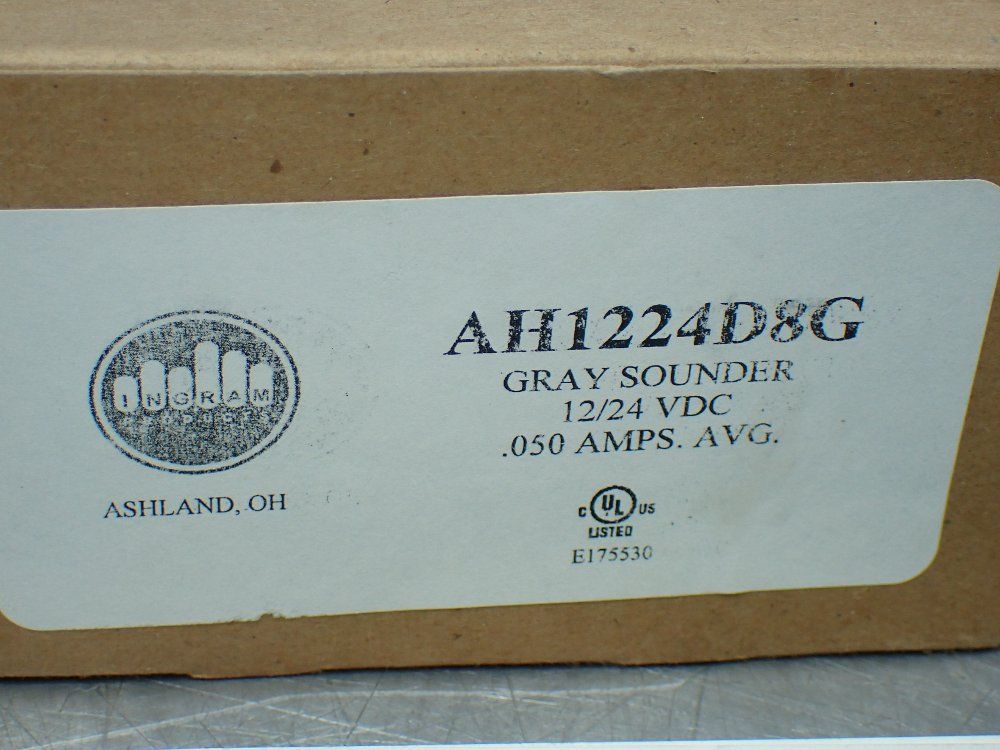 INGRAM
ASHLAND, OH
AH1224D8G
GRAY SOUNDER
12/24 VDC
.050 AMPS. AVG.
C UL US
LISTED
E175530